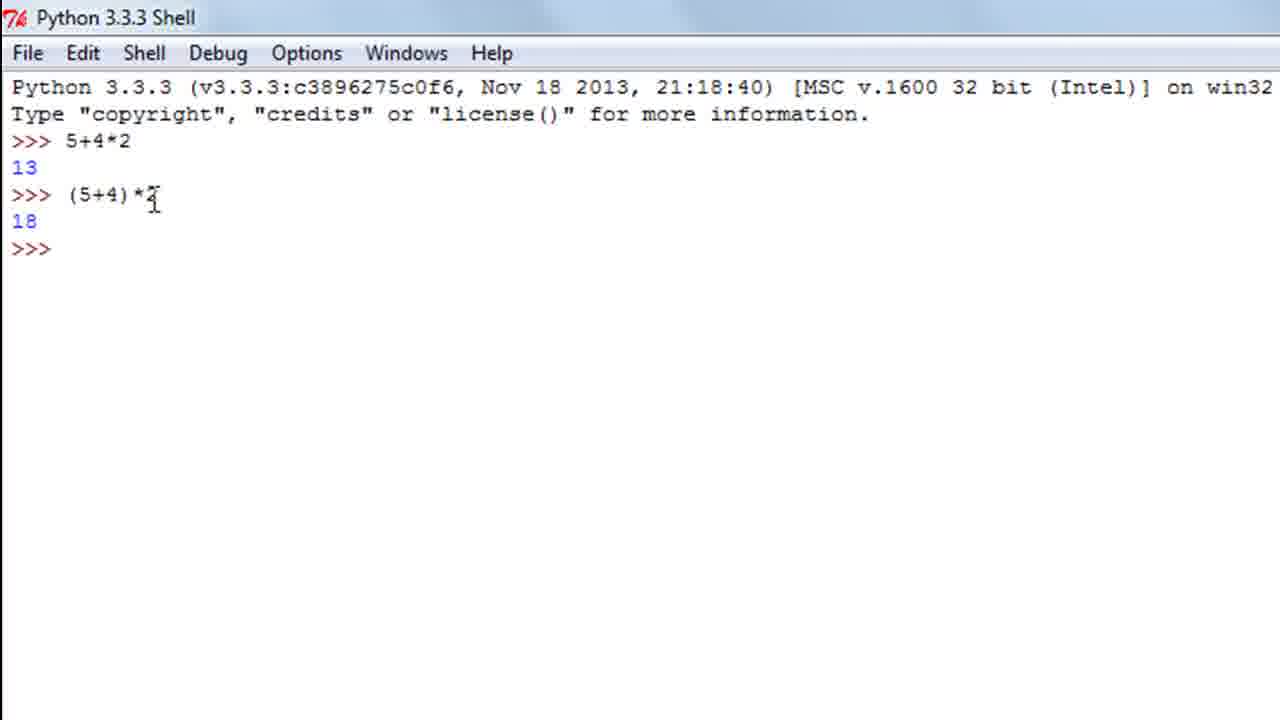 Python 3.3.3 Shell
File Edit Shell Debug Options Windows Help
Python 3.3.3 (v3.3.3:c3896275c0f6, Nov 18 2013, 21:18:40) [MSC v.1600 32 bit (Intel)] on win32
Type "copyright", "credits" or "license()" for more information.
>>> 5+4*2
13
>>> (5+4)*2
18
>>>